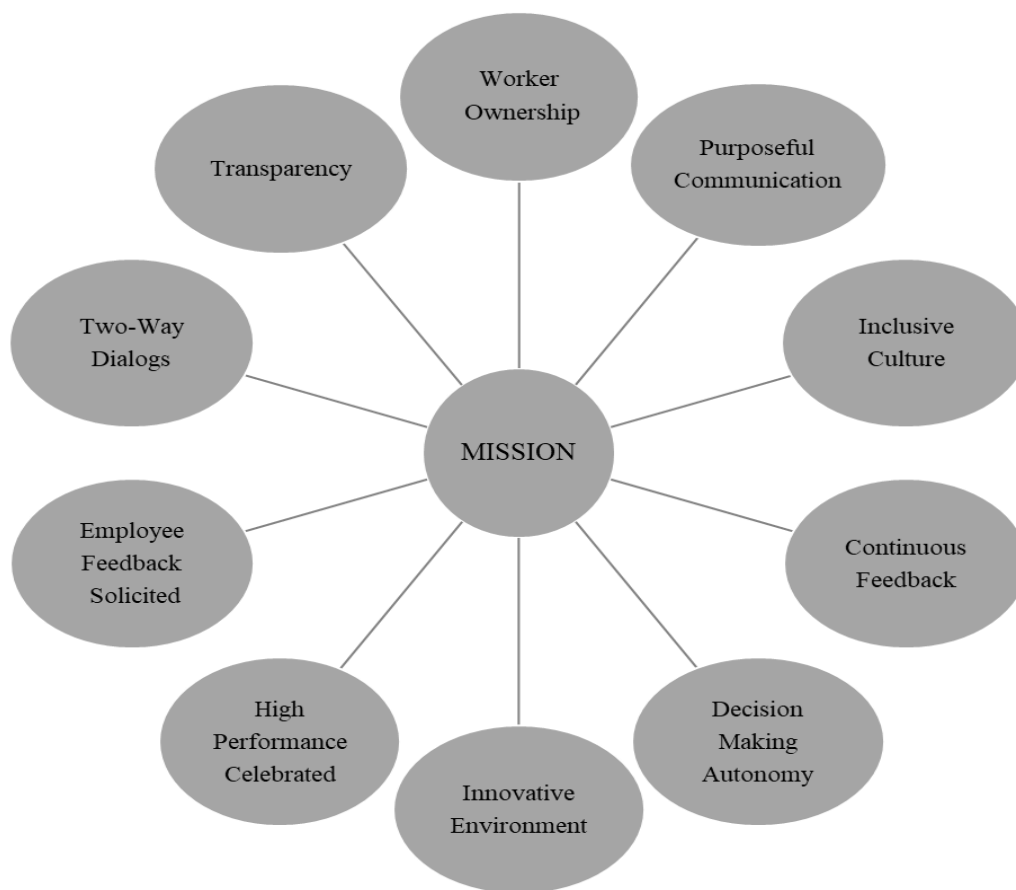 Worker
Ownership
Purposeful
Communication
Inclusive
Culture
Continuous
Feedback
Decision
Making
Autonomy
Innovative
Environment
High
Performance
Celebrated
Employee
Feedback
Solicited
Two-Way
Dialogs
Transparency
MISSION